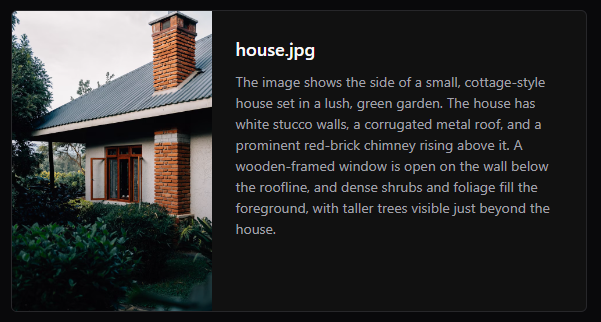 house.jpg
The image shows the side of a small, cottage-style
house set in a lush, green garden. The house has
white stucco walls, a corrugated metal roof, and a
prominent red-brick chimney rising above it. A
wooden-framed window is open on the wall below
the roofline, and dense shrubs and foliage fill the
foreground, with taller trees visible just beyond the
house.